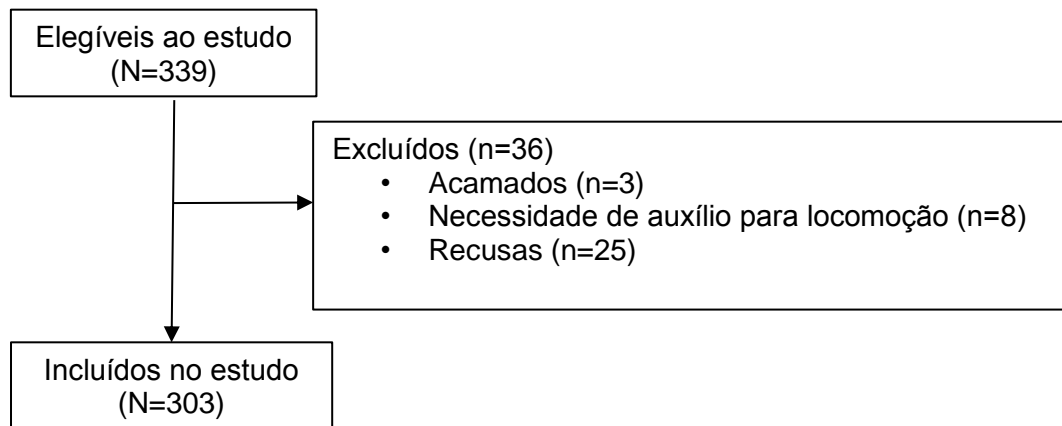 Elegíveis ao estudo
(N=339)
Excluídos (n=36)
• Acamados (n=3)
• Necessidade de auxílio para locomoção (n=8)
• Recusas (n=25)
Incluídos no estudo
(N=303)